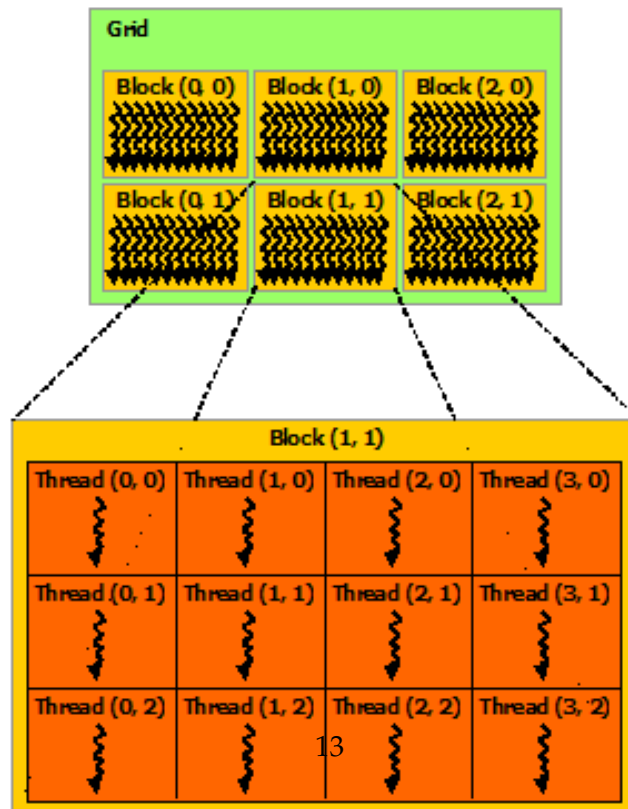 Grid
Block (0, 0) Block (1, 0) Block (2, 0)
Block (0, 1) Block (1, 1) Block (2, 1)
Block (1, 1)
Thread (0, 0) Thread (1, 0) Thread (2, 0) Thread (3, 0)
Thread (0, 1) Thread (1, 1) Thread (2, 1) Thread (3, 1)
Thread (0, 2) Thread (1, 2) Thread (2, 2) Thread (3, 2)
13